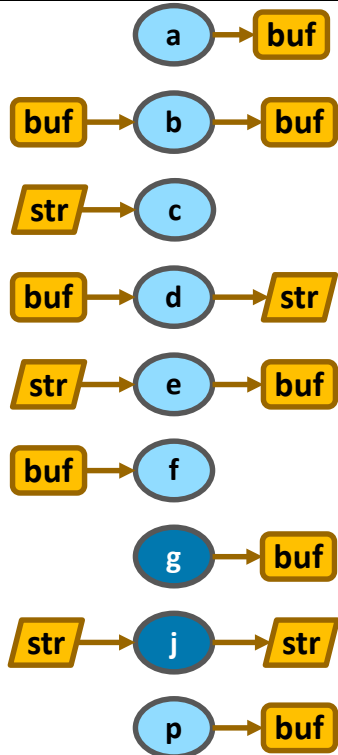 a buf
buf b buf
str c
buf d str
str e buf
buf f
g buf
str j str
p buf